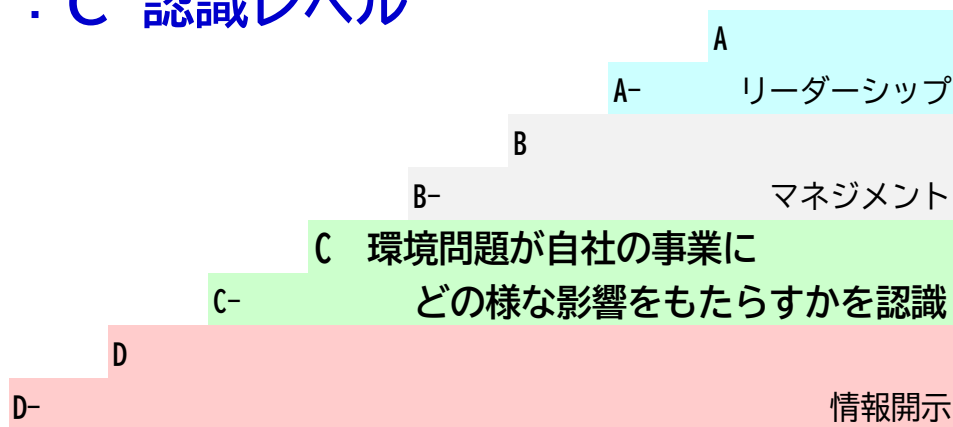 ：C 認識レベル
A
A- リーダーシップ
B
B- マネジメント
C 環境問題が自社の事業に
C- どの様な影響をもたらすかを認識
D
D- 情報開示